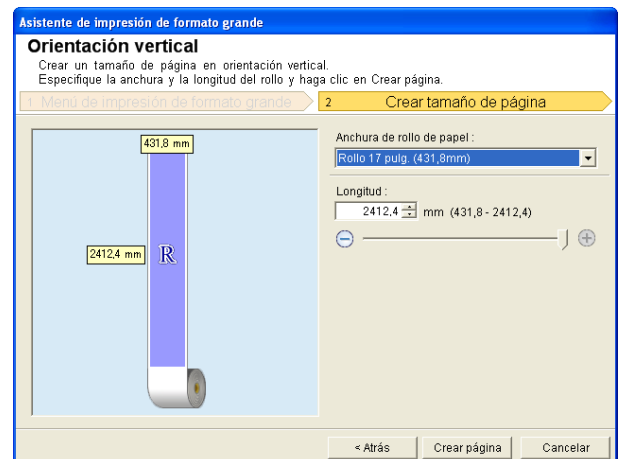 Asistente de impresión de formato grande
Orientación vertical
Crear un tamaño de página en orientación vertical.
Especifique la anchura y la longitud del rollo y haga clic en Crear página.
1 Menú de impresión de formato grande
2 Crear tamaño de página
431,8 mm
2412,4 mm
R
Anchura de rollo de papel :
Rollo 17 pulg. (431,8mm)
Longitud :
2412,4 mm (431,8 - 2412,4)
< Atrás Crear página Cancelar